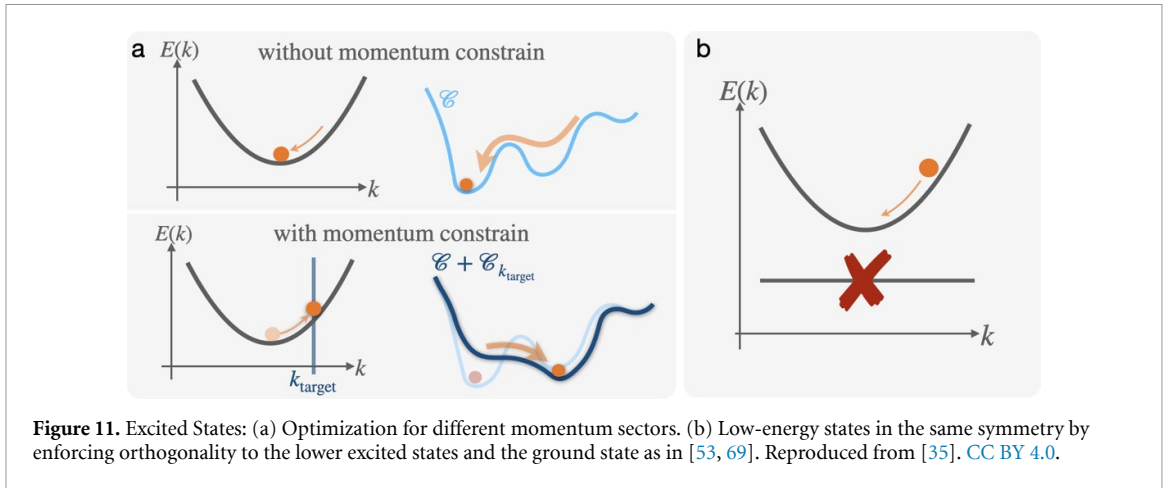 a E(k) without momentum constrain
𝒞
k
E(k) with momentum constrain
𝒞 + 𝒞ₖtarget
k
k_target
b
E(k)
k
Figure 11. Excited States: (a) Optimization for different momentum sectors. (b) Low-energy states in the same symmetry by
enforcing orthogonality to the lower excited states and the ground state as in [53, 69]. Reproduced from [35]. CC BY 4.0.